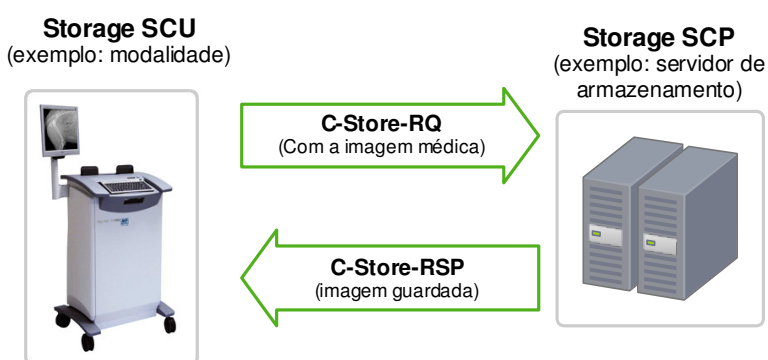 Storage SCU
(exemplo: modalidade)
Storage SCP
(exemplo: servidor de
armazenamento)
C-Store-RQ
(Com a imagem médica)
C-Store-RSP
(imagem guardada)